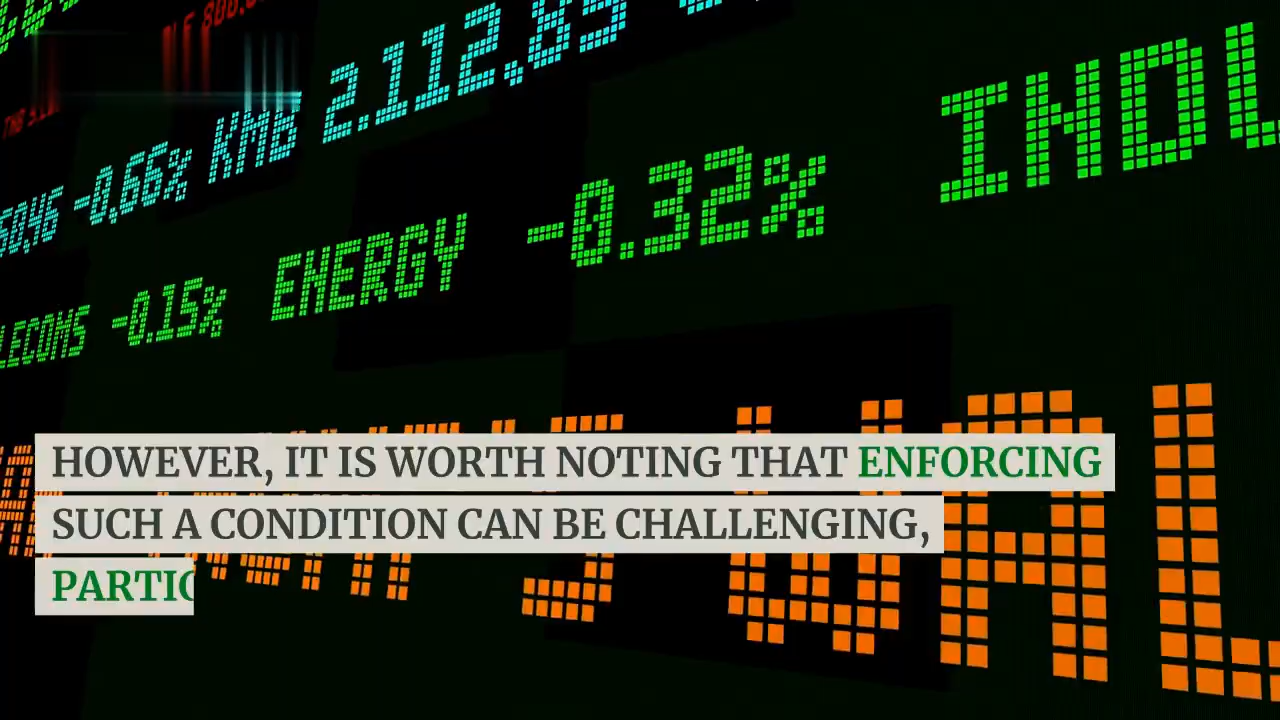 -0,66% KMB 2.112,85
ENERGY -0.32% INDU
-0.15%
WAL
HOWEVER, IT IS WORTH NOTING THAT ENFORCING
SUCH A CONDITION CAN BE CHALLENGING,
PARTIC